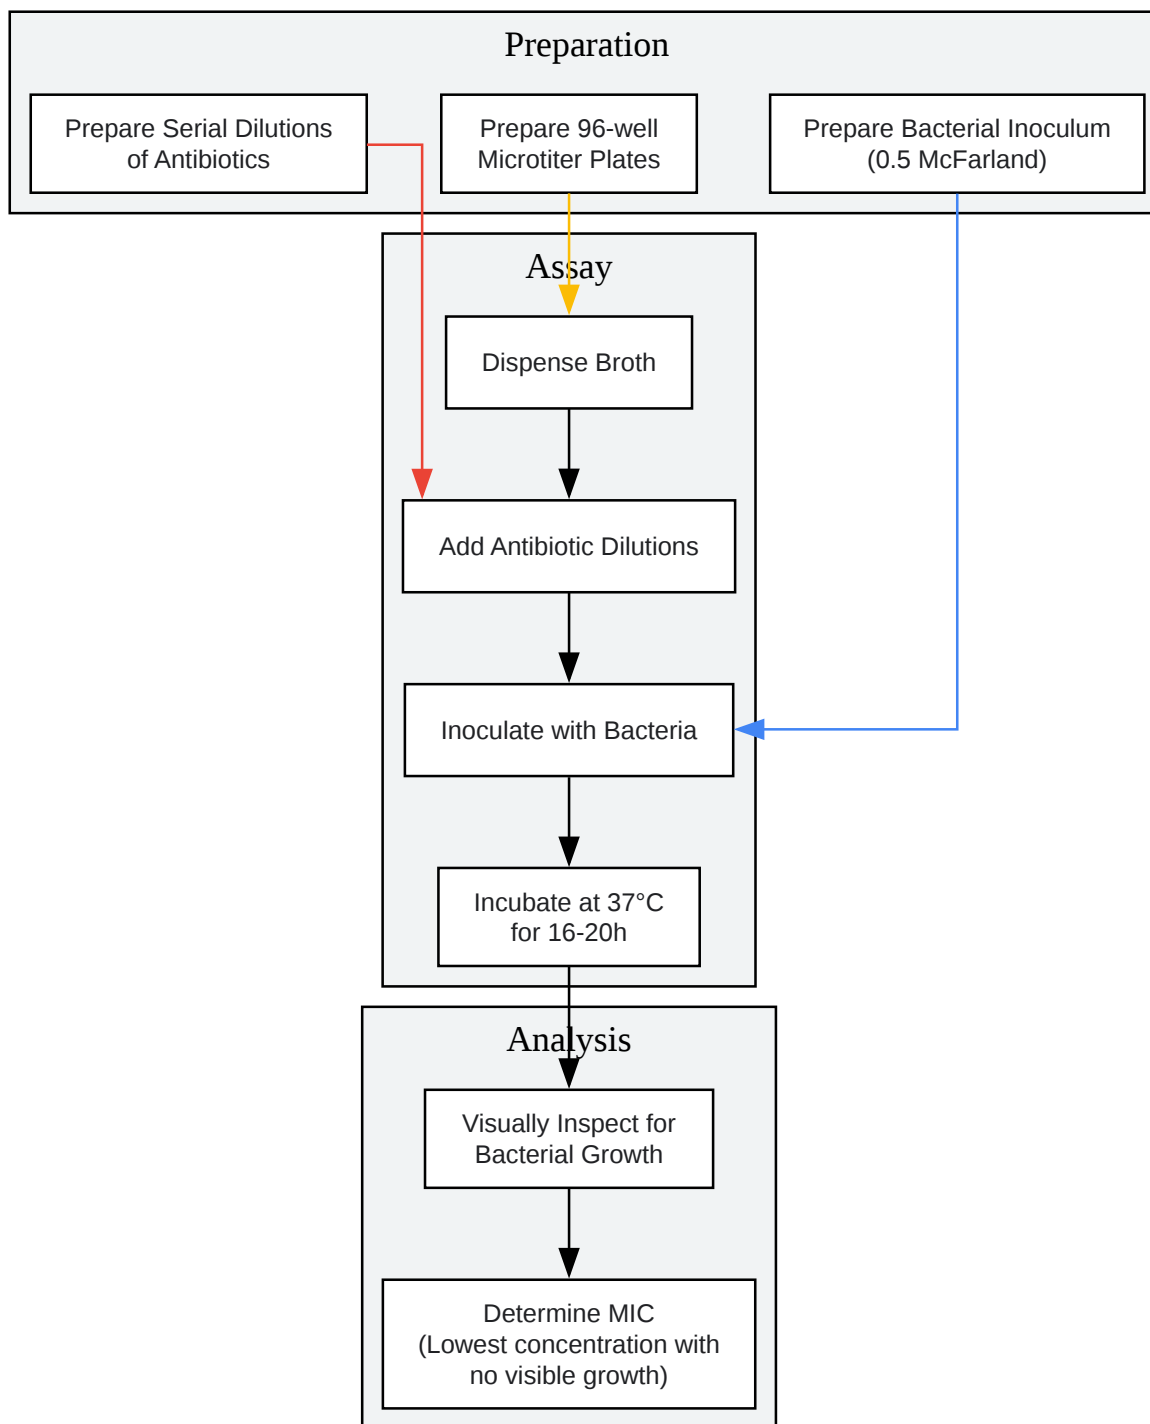 Preparation
Prepare Serial Dilutions
of Antibiotics
Prepare 96-well
Microtiter Plates
Prepare Bacterial Inoculum
(0.5 McFarland)
Assay
Dispense Broth
Add Antibiotic Dilutions
Inoculate with Bacteria
Incubate at 37°C
for 16-20h
Analysis
Visually Inspect for
Bacterial Growth
Determine MIC
(Lowest concentration with
no visible growth)